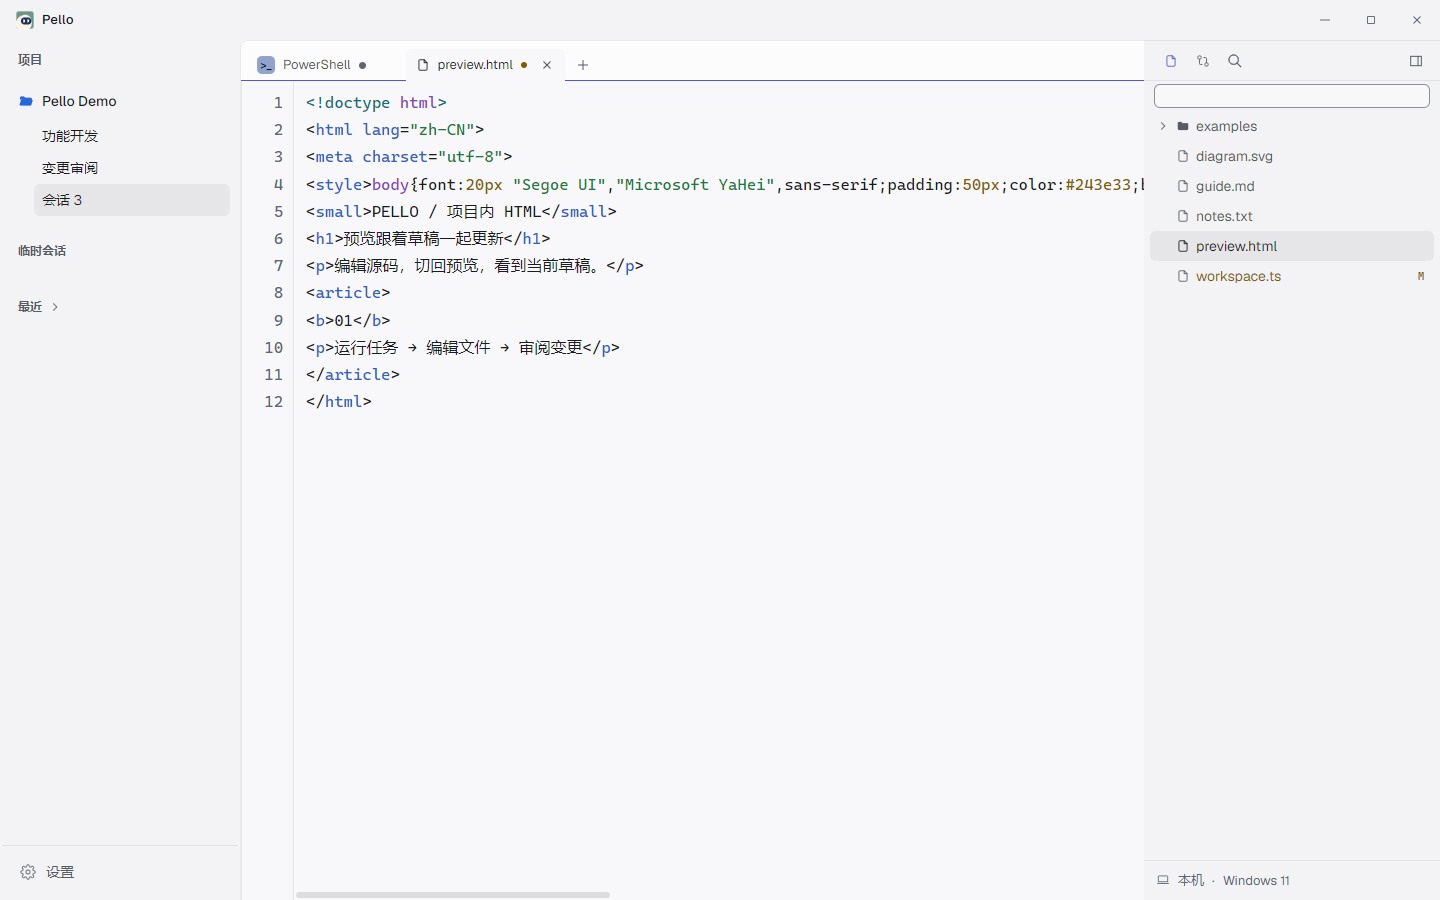 Pello
项目
Pello Demo
功能开发
变更审阅
会话 3
临时会话
最近
设置
PowerShell
preview.html
1 <!doctype html>
2 <html lang="zh-CN">
3 <meta charset="utf-8">
4 <style>body{font:20px "Segoe UI","Microsoft YaHei",sans-serif;padding:50px;color:#243e33;
5 <small>PELLO / 项目内 HTML</small>
6 <h1>预览跟着草稿一起更新</h1>
7 <p>编辑源码，切回预览，看到当前草稿。</p>
8 <article>
9 <b>01</b>
10 <p>运行任务 → 编辑文件 → 审阅变更</p>
11 </article>
12 </html>
examples
diagram.svg
guide.md
notes.txt
preview.html
workspace.ts M
本机 · Windows 11